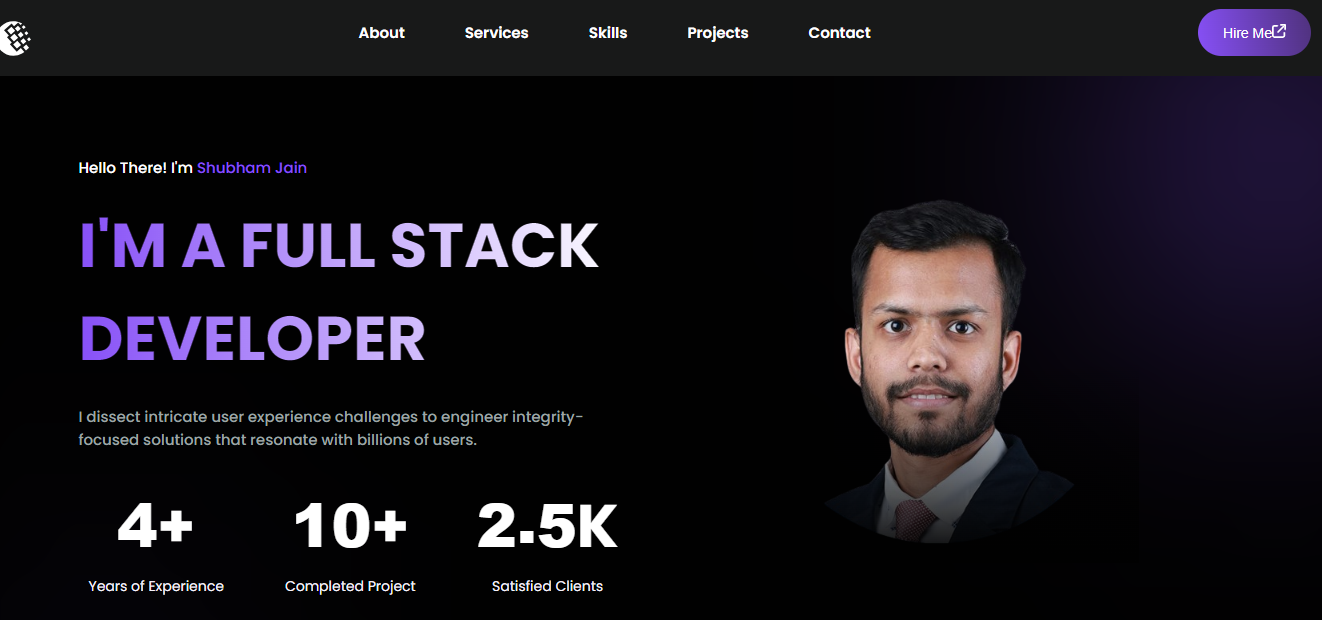 About
Services
Skills
Projects
Contact
Hire Me
Hello There! I'm Shubham Jain
I'M A FULL STACK
DEVELOPER
I dissect intricate user experience challenges to engineer integrity-
focused solutions that resonate with billions of users.
4+
Years of Experience
10+
Completed Project
2.5K
Satisfied Clients